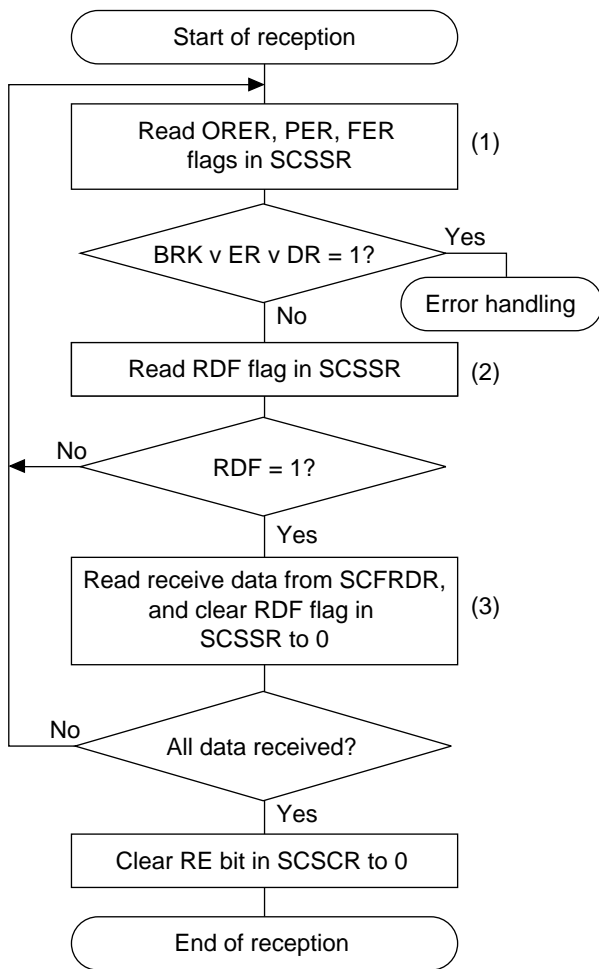 Start of reception
Read ORER, PER, FER
flags in SCSSR
(1)
BRK v ER v DR = 1?
Yes
Error handling
No
Read RDF flag in SCSSR
(2)
No
RDF = 1?
Yes
Read receive data from SCFRDR,
and clear RDF flag in
SCSSR to 0
(3)
No
All data received?
Yes
Clear RE bit in SCSCR to 0
End of reception